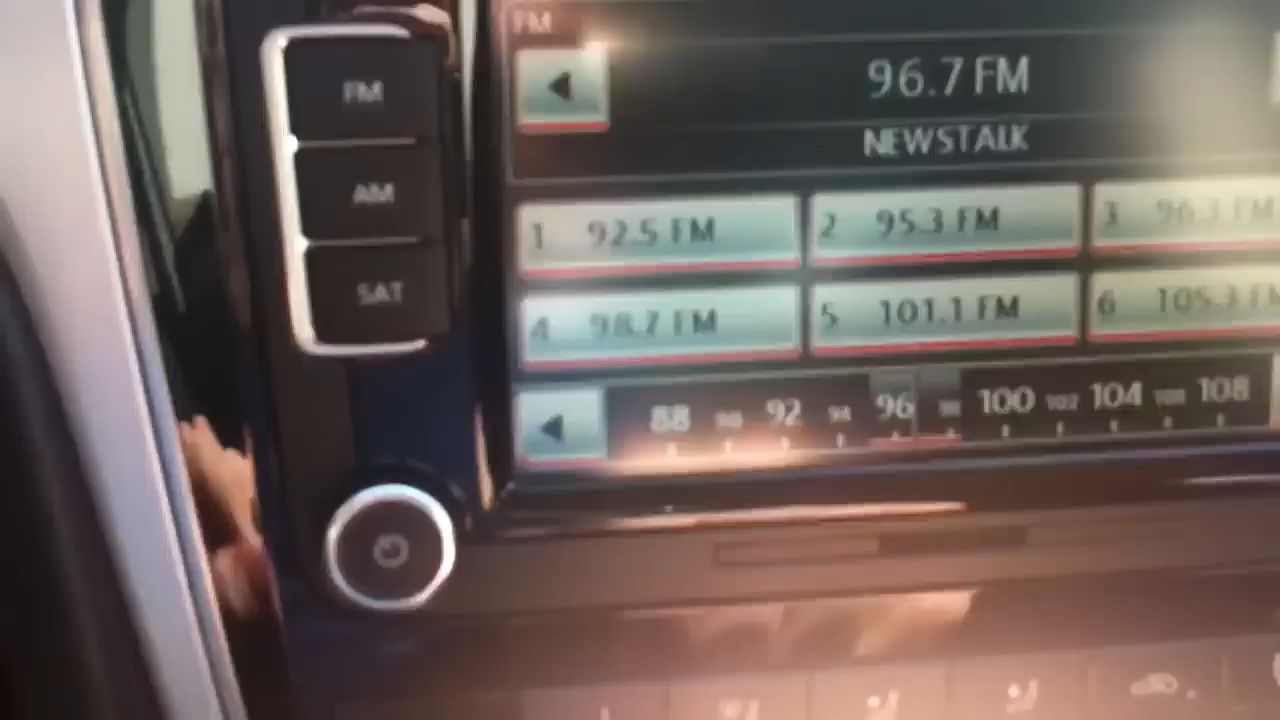 FM
FM
AM
SAT
96.7 FM
NEWSTALK
1 92.5 FM
2 95.3 FM
3 96.3 FM
4 98.7 FM
5 101.1 FM
6 105.3 FM
88 90 92 94 96 98 100 102 104 106 108